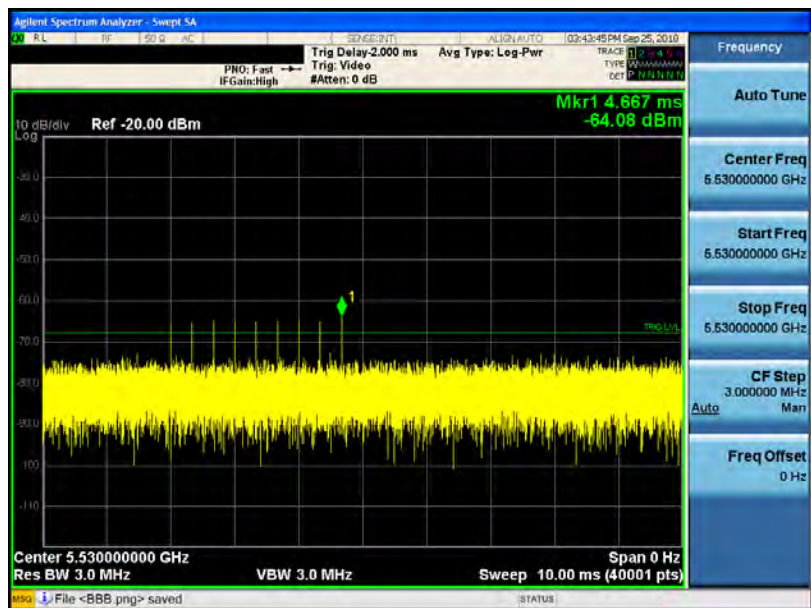 Agilent Spectrum Analyzer - Swept SA
RL RF 50 Ω AC SENSE:INT ALIGN AUTO 03:43:45 PM Sep 25, 2010
Trig Delay-2.000 ms Avg Type: Log-Pwr TRACE 1 2 3 4 5 6
PNO: Fast Trig: Video TYPE
IFGain:High #Atten: 0 dB DET P N N N N N
Mkr1 4.667 ms
10 dB/div Ref -20.00 dBm -64.08 dBm
Log
-30.0
-40.0
-50.0
-60.0
1
TRIG LVL
-70.0
-80.0
-90.0
-100
-110
Center 5.530000000 GHz Span 0 Hz
Res BW 3.0 MHz VBW 3.0 MHz Sweep 10.00 ms (40001 pts)
MSG File <BBB.png> saved STATUS
Frequency
Auto Tune
Center Freq
5.530000000 GHz
Start Freq
5.530000000 GHz
Stop Freq
5.530000000 GHz
CF Step
3.000000 MHz
Auto Man
Freq Offset
0 Hz